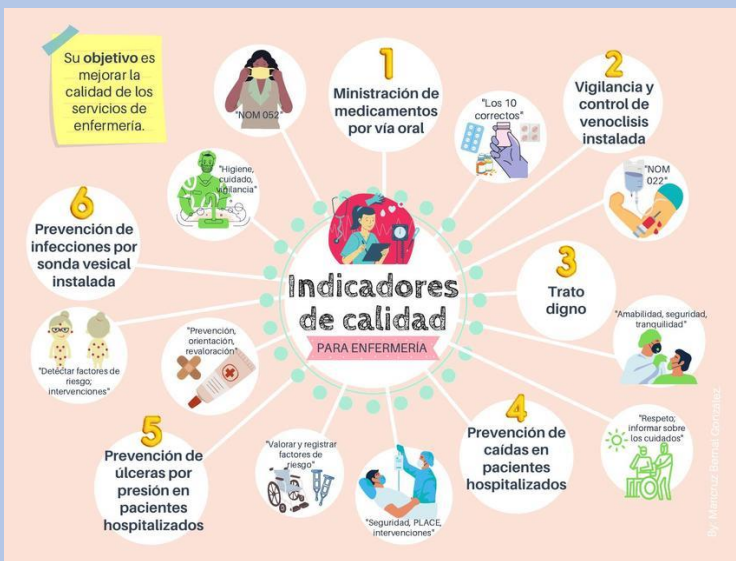 Su objetivo es
mejorar la
calidad de los
servicios de
enfermería.
"NOM 052"
1
Ministración de
medicamentos
por vía oral
"Los 10
correctos"
2
Vigilancia y
control de
venoclisis
instalada
"NOM
022"
3
Trato
digno
"Amabilidad, seguridad,
tranquilidad"
"Respeto;
informar sobre
los cuidados"
4
Prevención de
caídas en
pacientes
hospitalizados
"Seguridad, PLACE,
intervenciones"
"Valorar y registrar
factores de
riesgo"
5
Prevención de
úlceras por
presión en
pacientes
hospitalizados
"Prevención,
orientación,
revaloración"
"Detectar factores de
riesgo;
intervenciones"
6
Prevención de
infecciones por
sonda vesical
instalada
"Higiene,
cuidado,
vigilancia"
Indicadores
de calidad
PARA ENFERMERÍA
By: Maricruz Bernal González